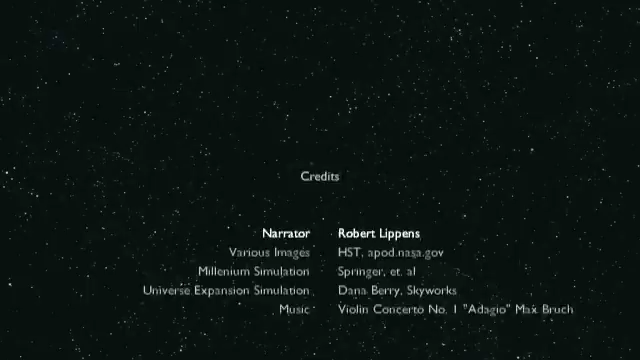 Credits
Narrator Robert Lippens
Various Images HST, apod.nasa.gov
Millenium Simulation Springer, et. al
Universe Expansion Simulation Dana Berry, Skyworks
Music Violin Concerto No. 1 "Adagio" Max Bruch